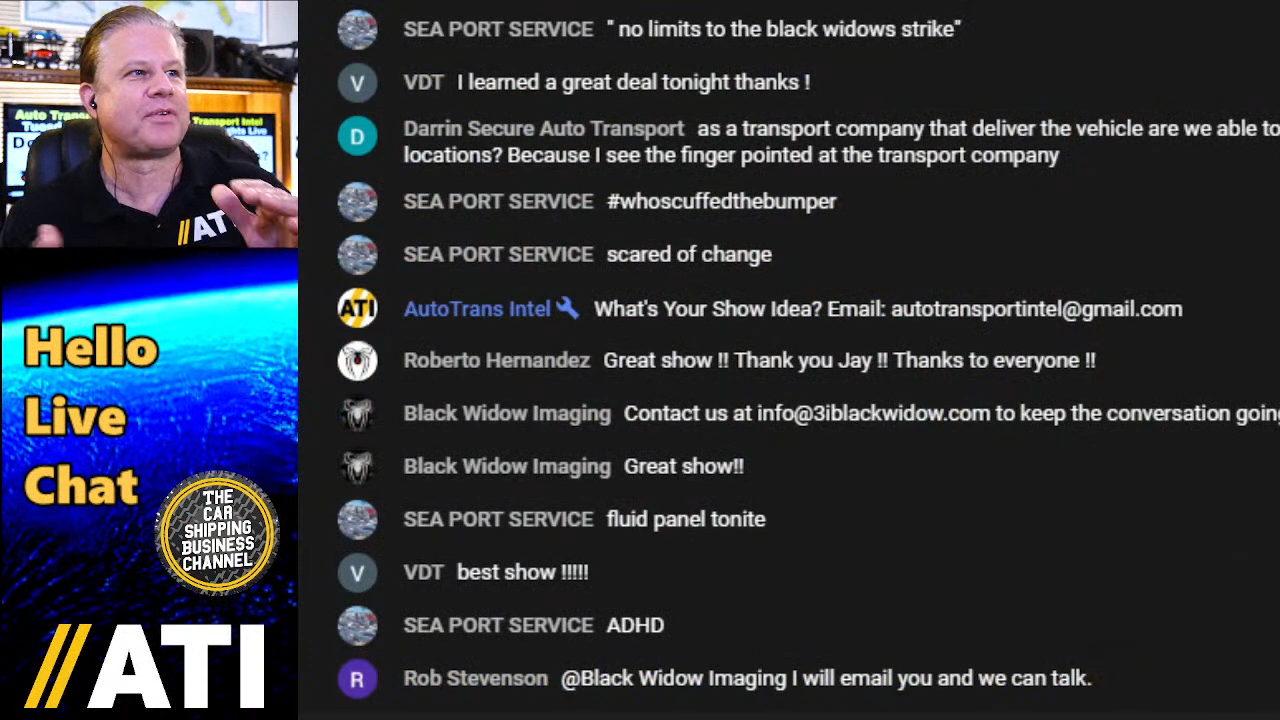 SEA PORT SERVICE " no limits to the black widows strike"
V VDT I learned a great deal tonight thanks !
D Darrin Secure Auto Transport as a transport company that deliver the vehicle are we able to
locations? Because I see the finger pointed at the transport company
SEA PORT SERVICE #whoscuffedthebumper
SEA PORT SERVICE scared of change
ATI AutoTrans Intel What's Your Show Idea? Email: autotransportintel@gmail.com
Roberto Hernandez Great show !! Thank you Jay !! Thanks to everyone !!
Black Widow Imaging Contact us at info@3iblackwidow.com to keep the conversation going
Black Widow Imaging Great show!!
SEA PORT SERVICE fluid panel tonite
V VDT best show !!!!!
SEA PORT SERVICE ADHD
R Rob Stevenson @Black Widow Imaging I will email you and we can talk.
Auto Trans
Transport Intel
//ATI
Hello
Live
Chat
THE
CAR
SHIPPING
BUSINESS
CHANNEL
//ATI